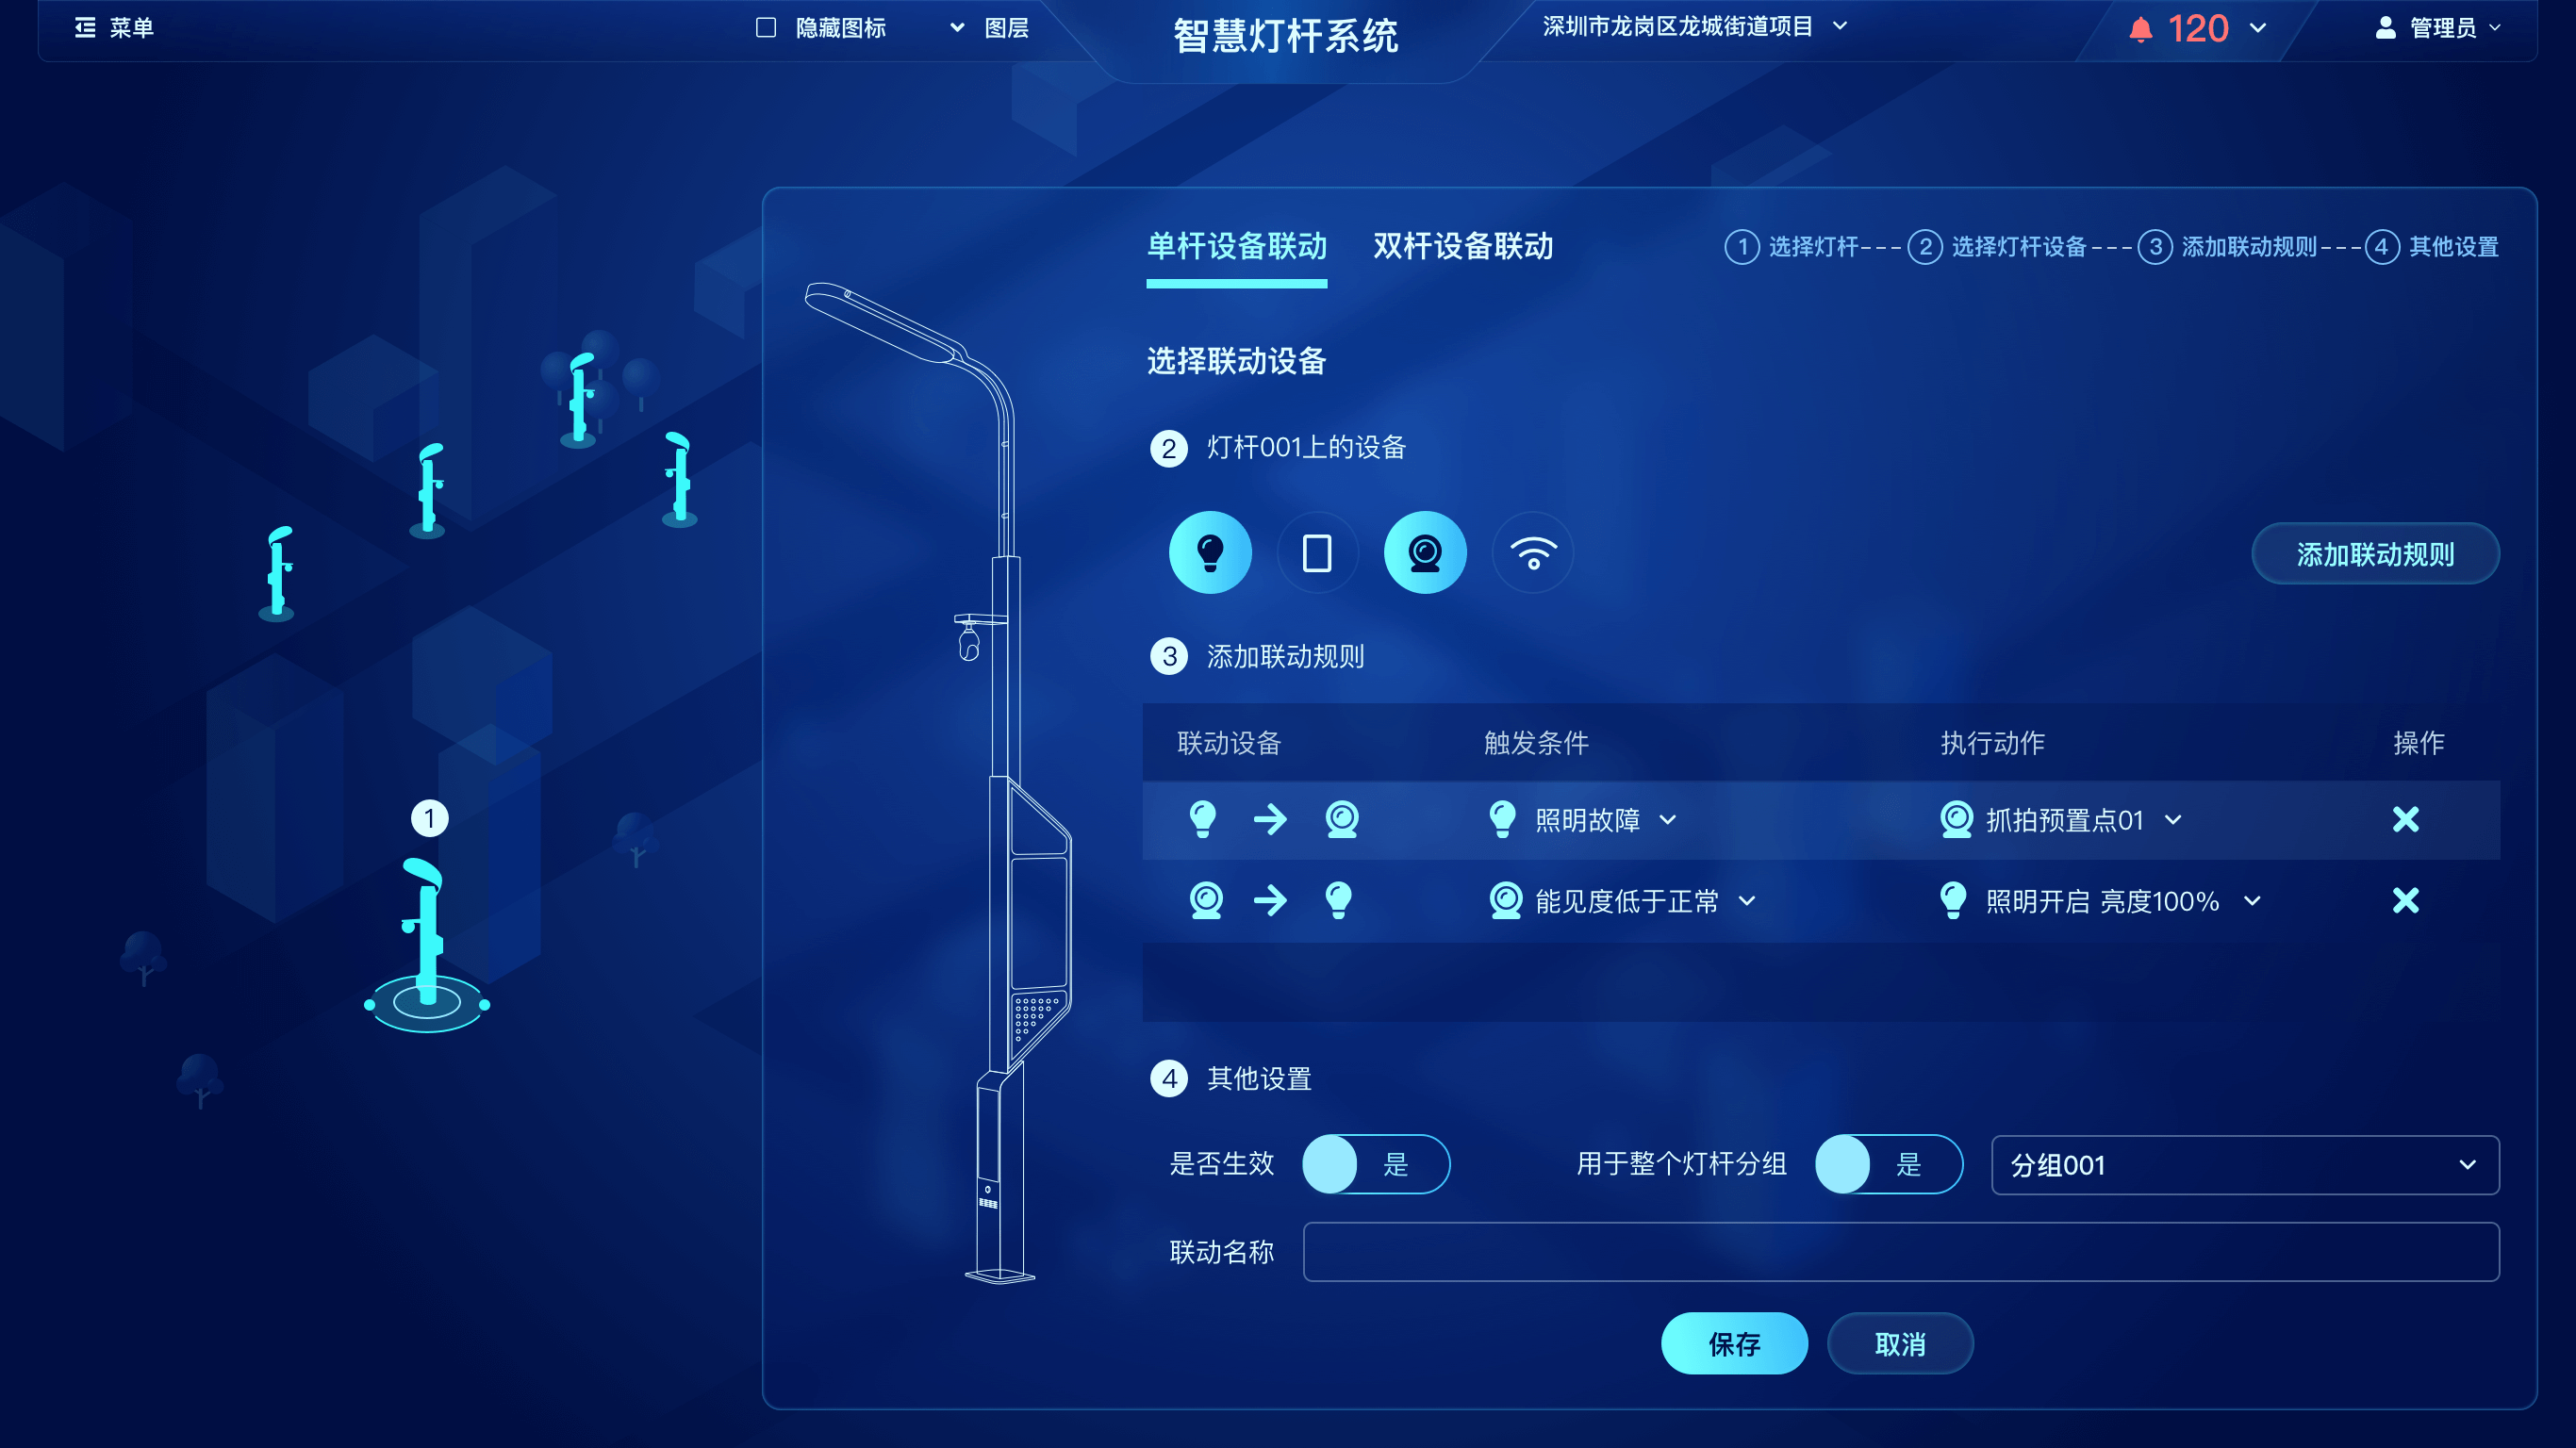 菜单
隐藏图标
图层
智慧灯杆系统
深圳市龙岗区龙城街道项目
120
管理员
单杆设备联动
双杆设备联动
1 选择灯杆---2 选择灯杆设备---3 添加联动规则---4 其他设置
选择联动设备
2 灯杆001上的设备
添加联动规则
3 添加联动规则
联动设备 触发条件 执行动作 操作
照明故障 抓拍预置点01
能见度低于正常 照明开启 亮度100%
1
4 其他设置
是否生效 是 用于整个灯杆分组 是 分组001
联动名称
保存 取消